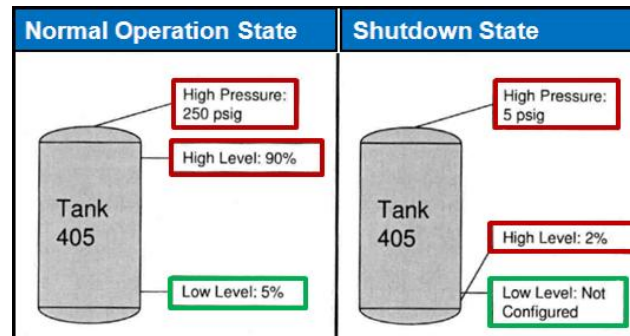 Normal Operation State
High Pressure:
250 psig
High Level: 90%
Tank
405
Low Level: 5%
Shutdown State
High Pressure:
5 psig
Tank
405
High Level: 2%
Low Level: Not
Configured